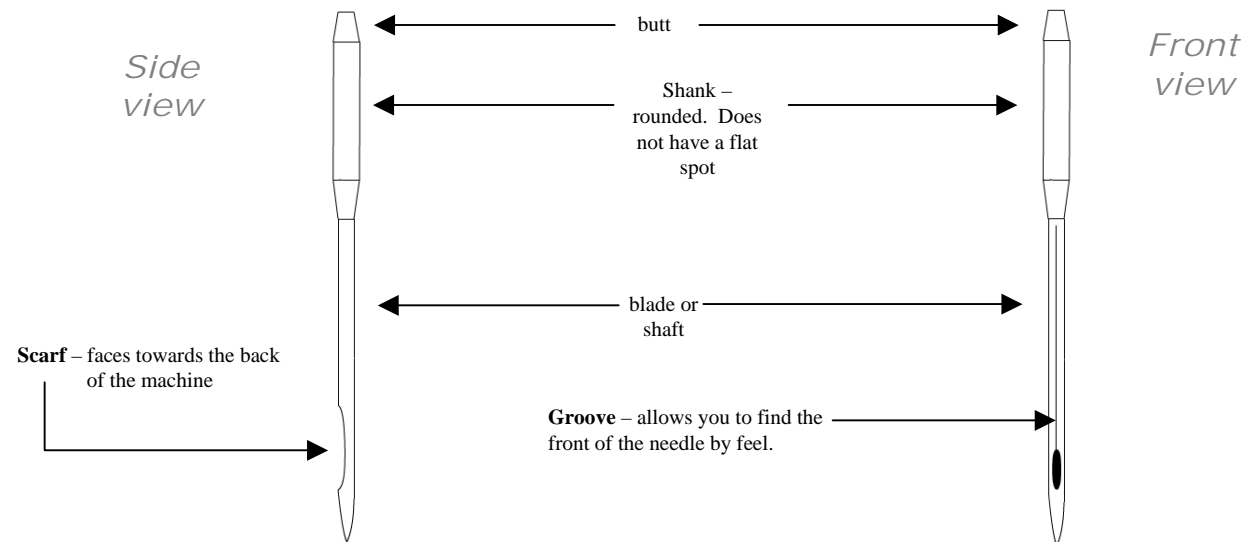 Side
view
butt
Front
view
Shank –
rounded.  Does
not have a flat
spot
blade or
shaft
Scarf – faces towards the back
of the machine
Groove – allows you to find the
front of the needle by feel.